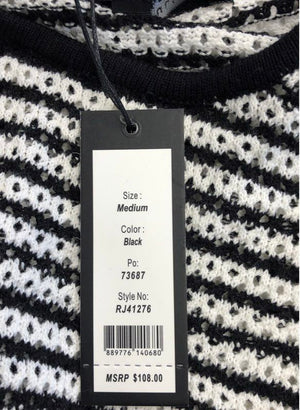 Size :
Medium
Color :
Black
Po:
73687
Style No:
RJ41276
889776 140680
MSRP $108.00